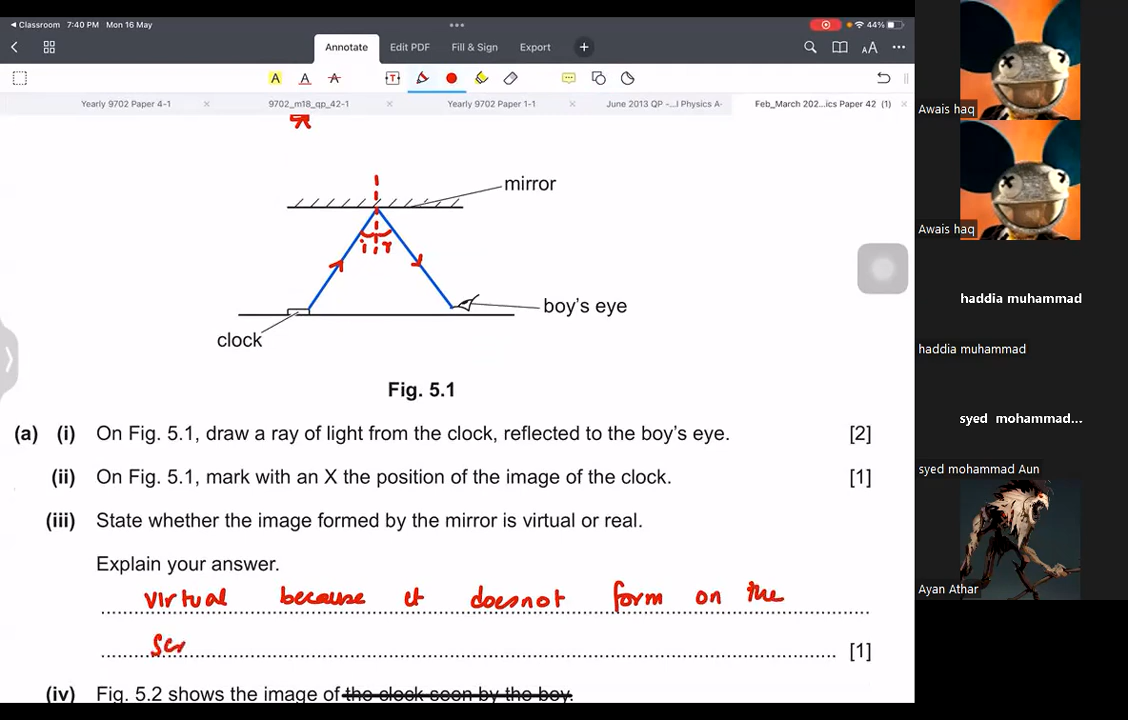 Classroom 7:40 PM Mon 16 May
44%
Annotate Edit PDF Fill & Sign Export
Yearly 9702 Paper 4-1 × 9702_m18_qp_42-1 × Yearly 9702 Paper 1-1 × June 2013 QP -...l Physics A- Feb_March 202...ics Paper 42 (1) ×
mirror
i r
boy's eye
clock
Fig. 5.1
(a) (i) On Fig. 5.1, draw a ray of light from the clock, reflected to the boy's eye. [2]
(ii) On Fig. 5.1, mark with an X the position of the image of the clock. [1]
(iii) State whether the image formed by the mirror is virtual or real.
Explain your answer.
virtual because it doesnot form on the
Scr
[1]
(iv) Fig. 5.2 shows the image of the clock seen by the boy.
Awais haq
Awais haq
haddia muhammad
haddia muhammad
syed mohammad...
syed mohammad Aun
Ayan Athar